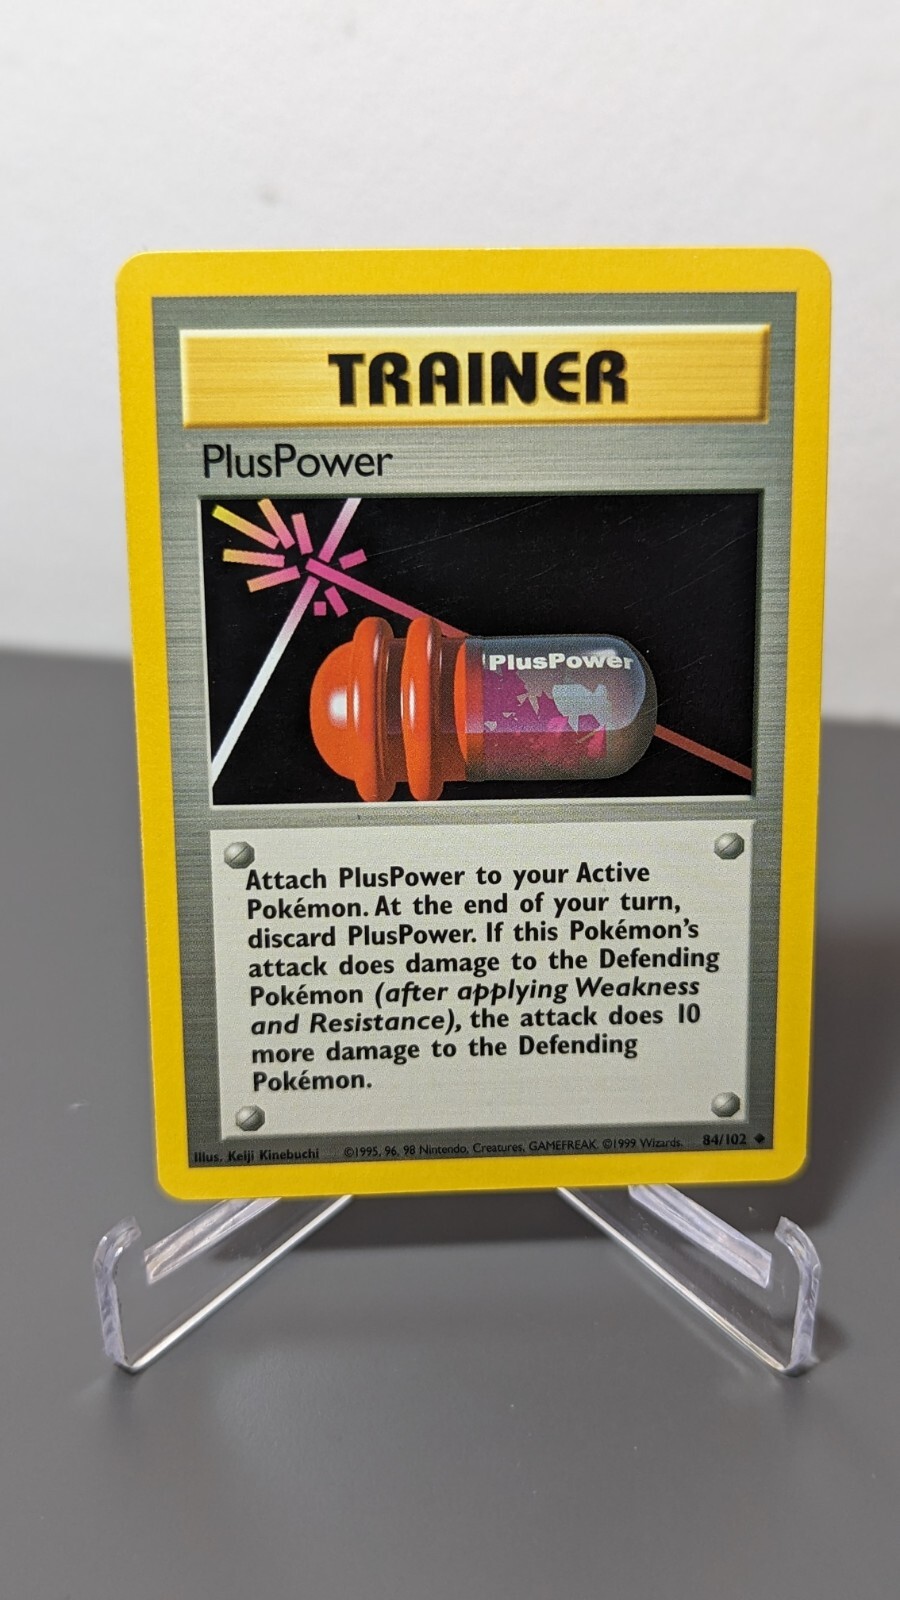 TRAINER
PlusPower
PlusPower
Attach PlusPower to your Active
Pokémon. At the end of your turn,
discard PlusPower. If this Pokémon's
attack does damage to the Defending
Pokémon (after applying Weakness
and Resistance), the attack does 10
more damage to the Defending
Pokémon.
Illus. Keiji Kinebuchi ©1995, 96, 98 Nintendo, Creatures, GAMEFREAK. ©1999 Wizards. 84/102